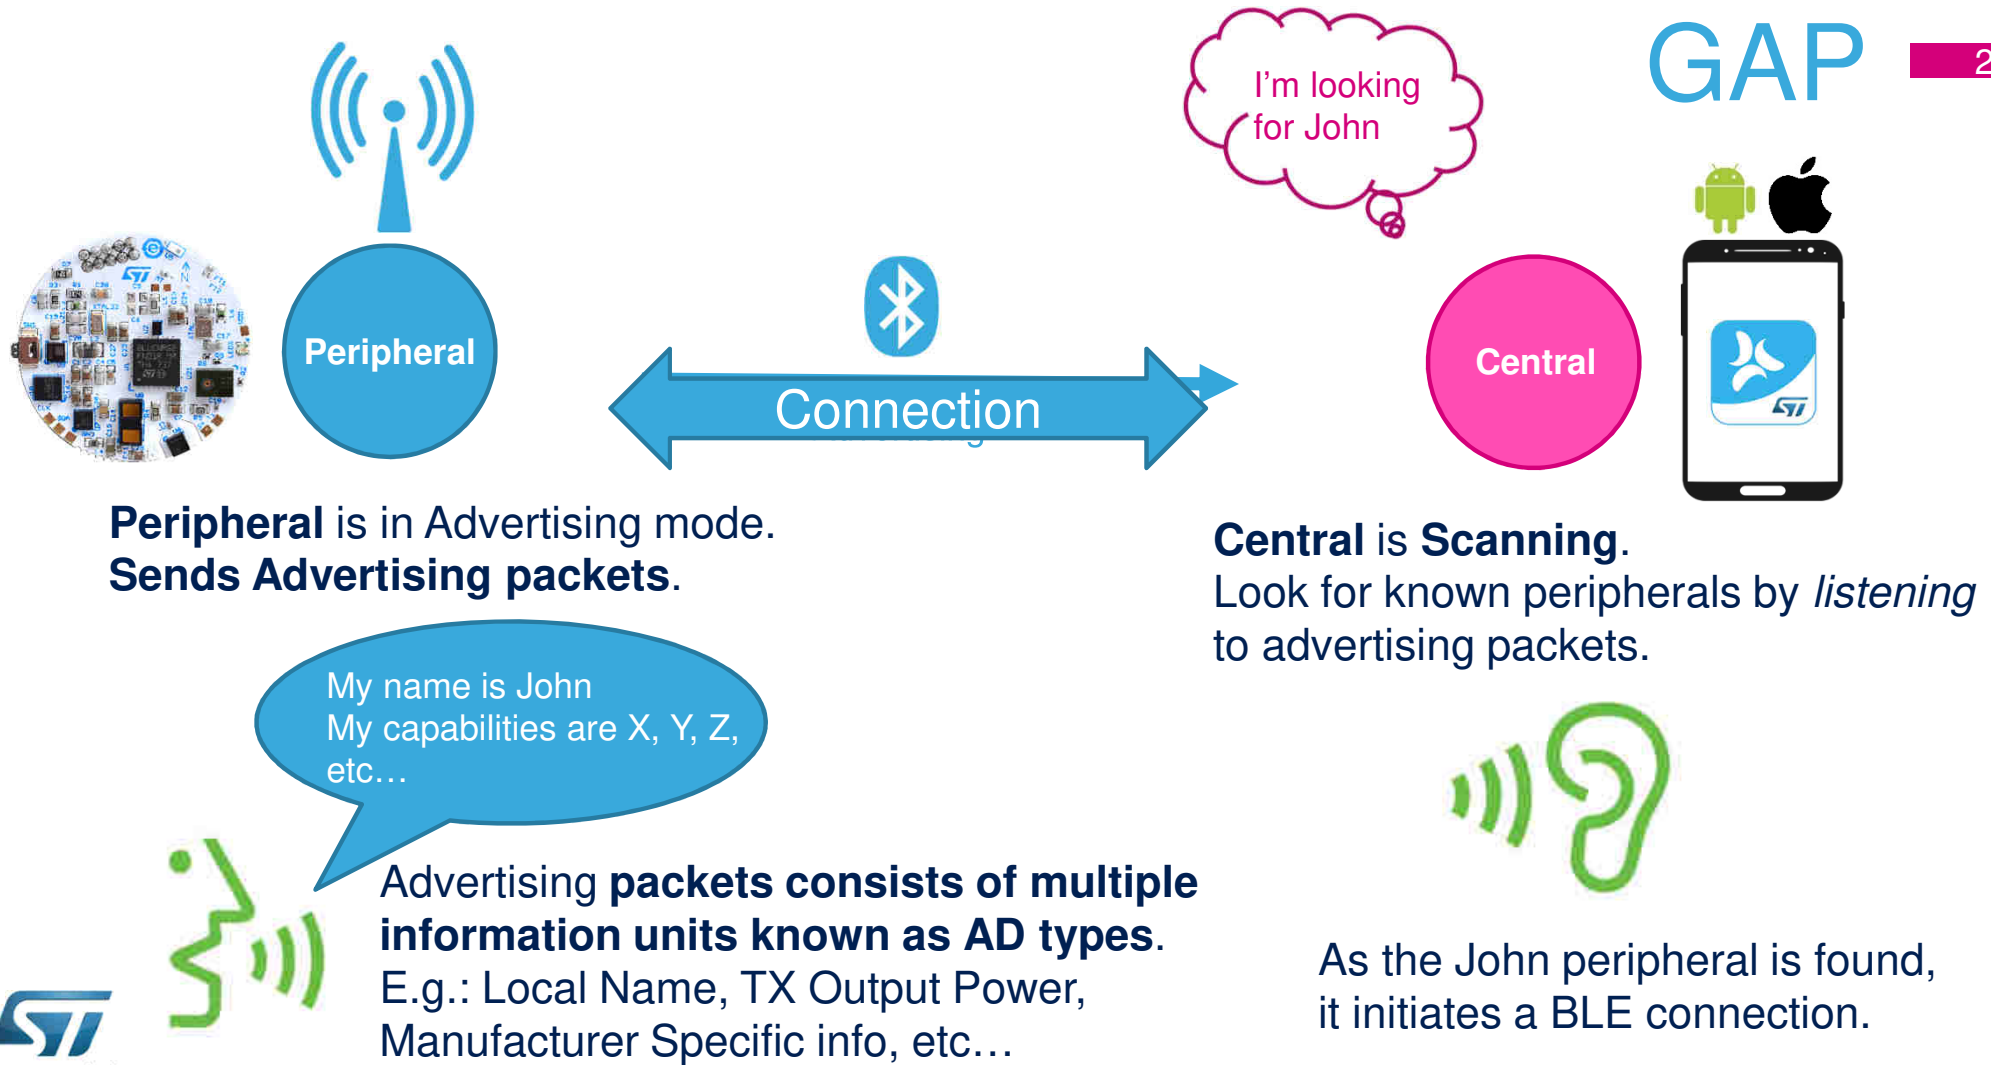 GAP
2
I'm looking
for John
Peripheral
Connection
Central
Peripheral is in Advertising mode.
Sends Advertising packets.
Central is Scanning.
Look for known peripherals by listening
to advertising packets.
My name is John
My capabilities are X, Y, Z,
etc…
Advertising packets consists of multiple
information units known as AD types.
E.g.: Local Name, TX Output Power,
Manufacturer Specific info, etc…
As the John peripheral is found,
it initiates a BLE connection.
ST